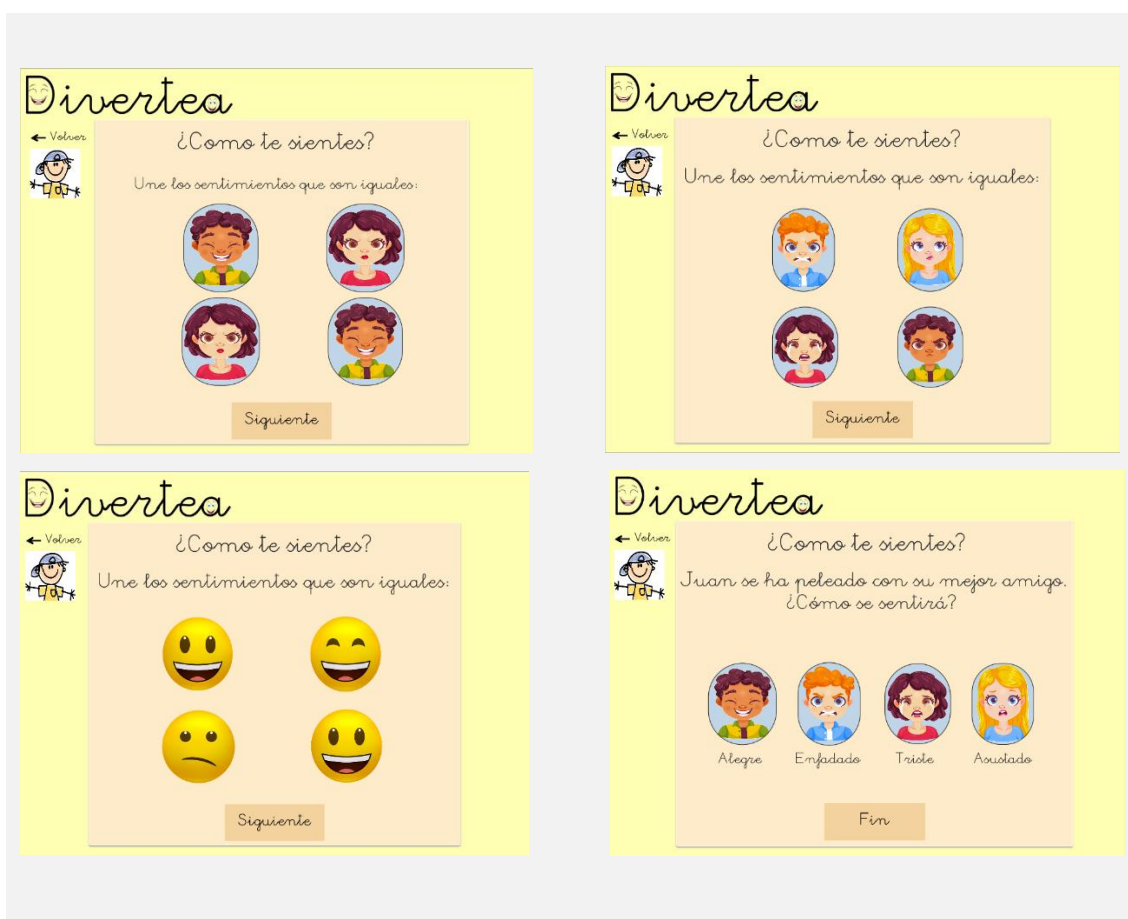 Divertea
← Volver
¿Como te sientes?
Une los sentimientos que son iguales:
Siguiente
Divertea
← Volver
¿Como te sientes?
Une los sentimientos que son iguales:
Siguiente
Divertea
← Volver
¿Como te sientes?
Une los sentimientos que son iguales:
Siguiente
Divertea
← Volver
¿Como te sientes?
Juan se ha peleado con su mejor amigo.
¿Cómo se sentirá?
Alegre Enfadado Triste Asustado
Fin